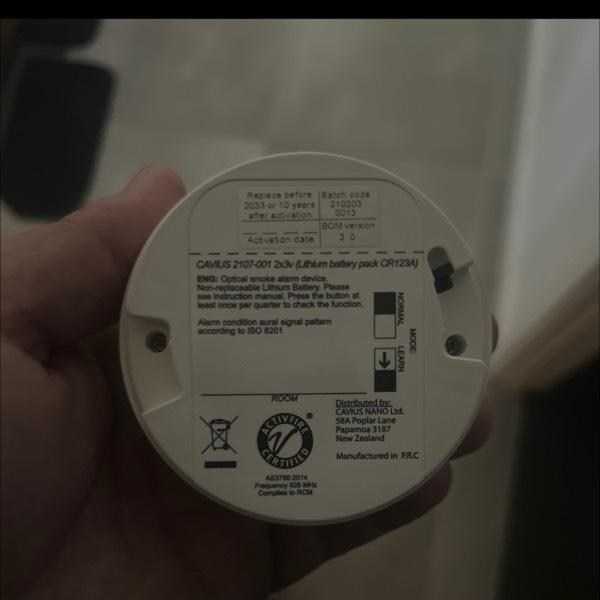 Replace before
2033 or 10 years
after activation
Activation date
Batch code
210203
0013
BOM version
3 0
CAVIUS 2107-001 2x3v (Lithium battery pack CR123A)
ENG: Optical smoke alarm device.
Non-replaceable Lithium Battery. Please
see instruction manual. Press the button at
least once per quarter to check the function.
Alarm condition aural signal pattern
according to ISO 8201
NORMAL
MODE:
LEARN
ROOM
ACTIVFIRE
CERTIFIED
®
AS3786:2014
Frequency 926 MHz
Complies to RCM
Distributed by:
CAVIUS NANO Ltd.
58A Poplar Lane
Papamoa 3187
New Zealand
Manufactured in P.R.C